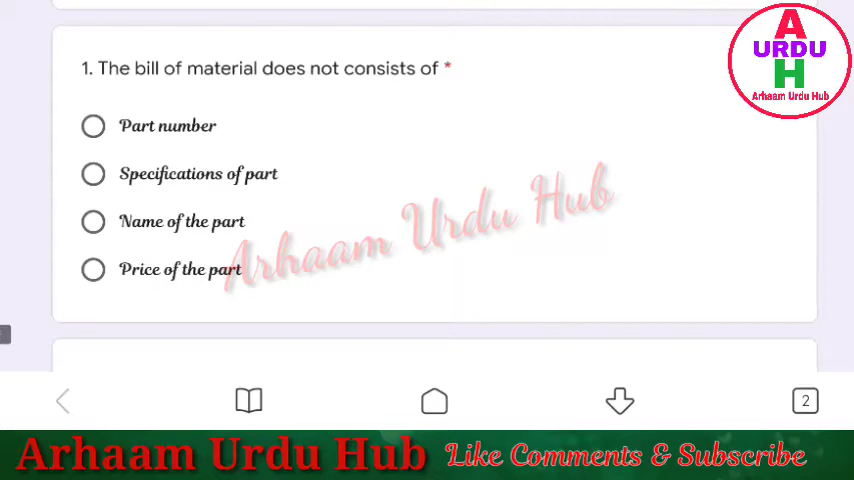 1. The bill of material does not consists of *
Part number
Specifications of part
Name of the part
Price of the part
Arhaam Urdu Hub
A
URDU
H
Arhaam Urdu Hub
2
Arhaam Urdu Hub Like Comments & Subscribe